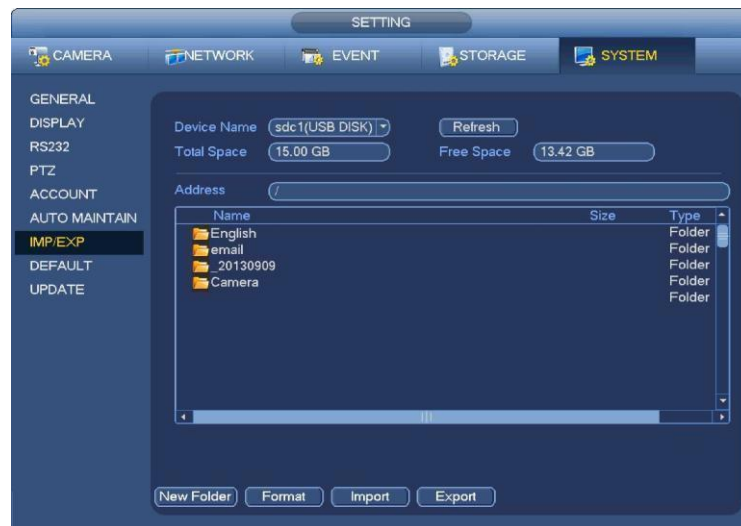 SETTING
CAMERA NETWORK EVENT STORAGE SYSTEM
GENERAL
DISPLAY
RS232
PTZ
ACCOUNT
AUTO MAINTAIN
IMP/EXP
DEFAULT
UPDATE
Device Name sdc1(USB DISK) Refresh
Total Space 15.00 GB Free Space 13.42 GB
Address /
Name Size Type
English Folder
email Folder
_20130909 Folder
Camera Folder
Folder
New Folder Format Import Export